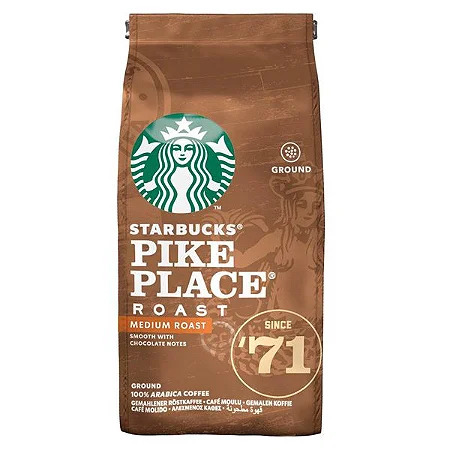 GROUND
™
STARBUCKS®
PIKE
PLACE®
ROAST
MEDIUM ROAST
SMOOTH WITH
CHOCOLATE NOTES
SINCE
'71
GROUND
100% ARABICA COFFEE
GEMAHLENER RÖSTKAFFEE · CAFÉ MOULU · GEMALEN KOFFIE
CAFÉ MOLIDO · ΑΛΕΣΜΕΝΟΣ ΚΑΦΕΣ · قهوة مطحونة